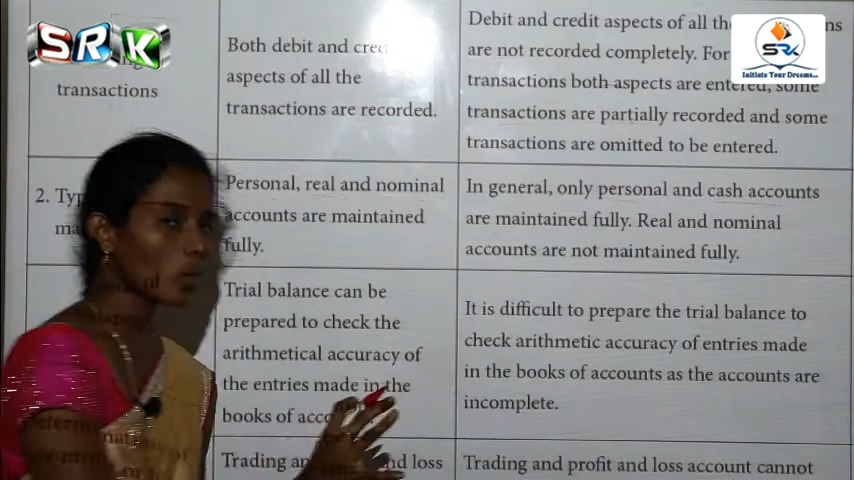 SRK
SRK
Initiate Your Dreams...
transactions
Both debit and
aspects of all the
transactions are recorded.
Debit and credit aspects of all
are not recorded completely. For
transactions both aspects are entered, some
transactions are partially recorded and some
transactions are omitted to be entered.
2.
Personal, real and nominal
accounts are maintained
fully.
In general, only personal and cash accounts
are maintained fully. Real and nominal
accounts are not maintained fully.
Trial balance can be
prepared to check the
arithmetical accuracy of
the entries made in the
books of
It is difficult to prepare the trial balance to
check arithmetic accuracy of entries made
in the books of accounts as the accounts are
incomplete.
Trading and loss
Trading and profit and loss account cannot